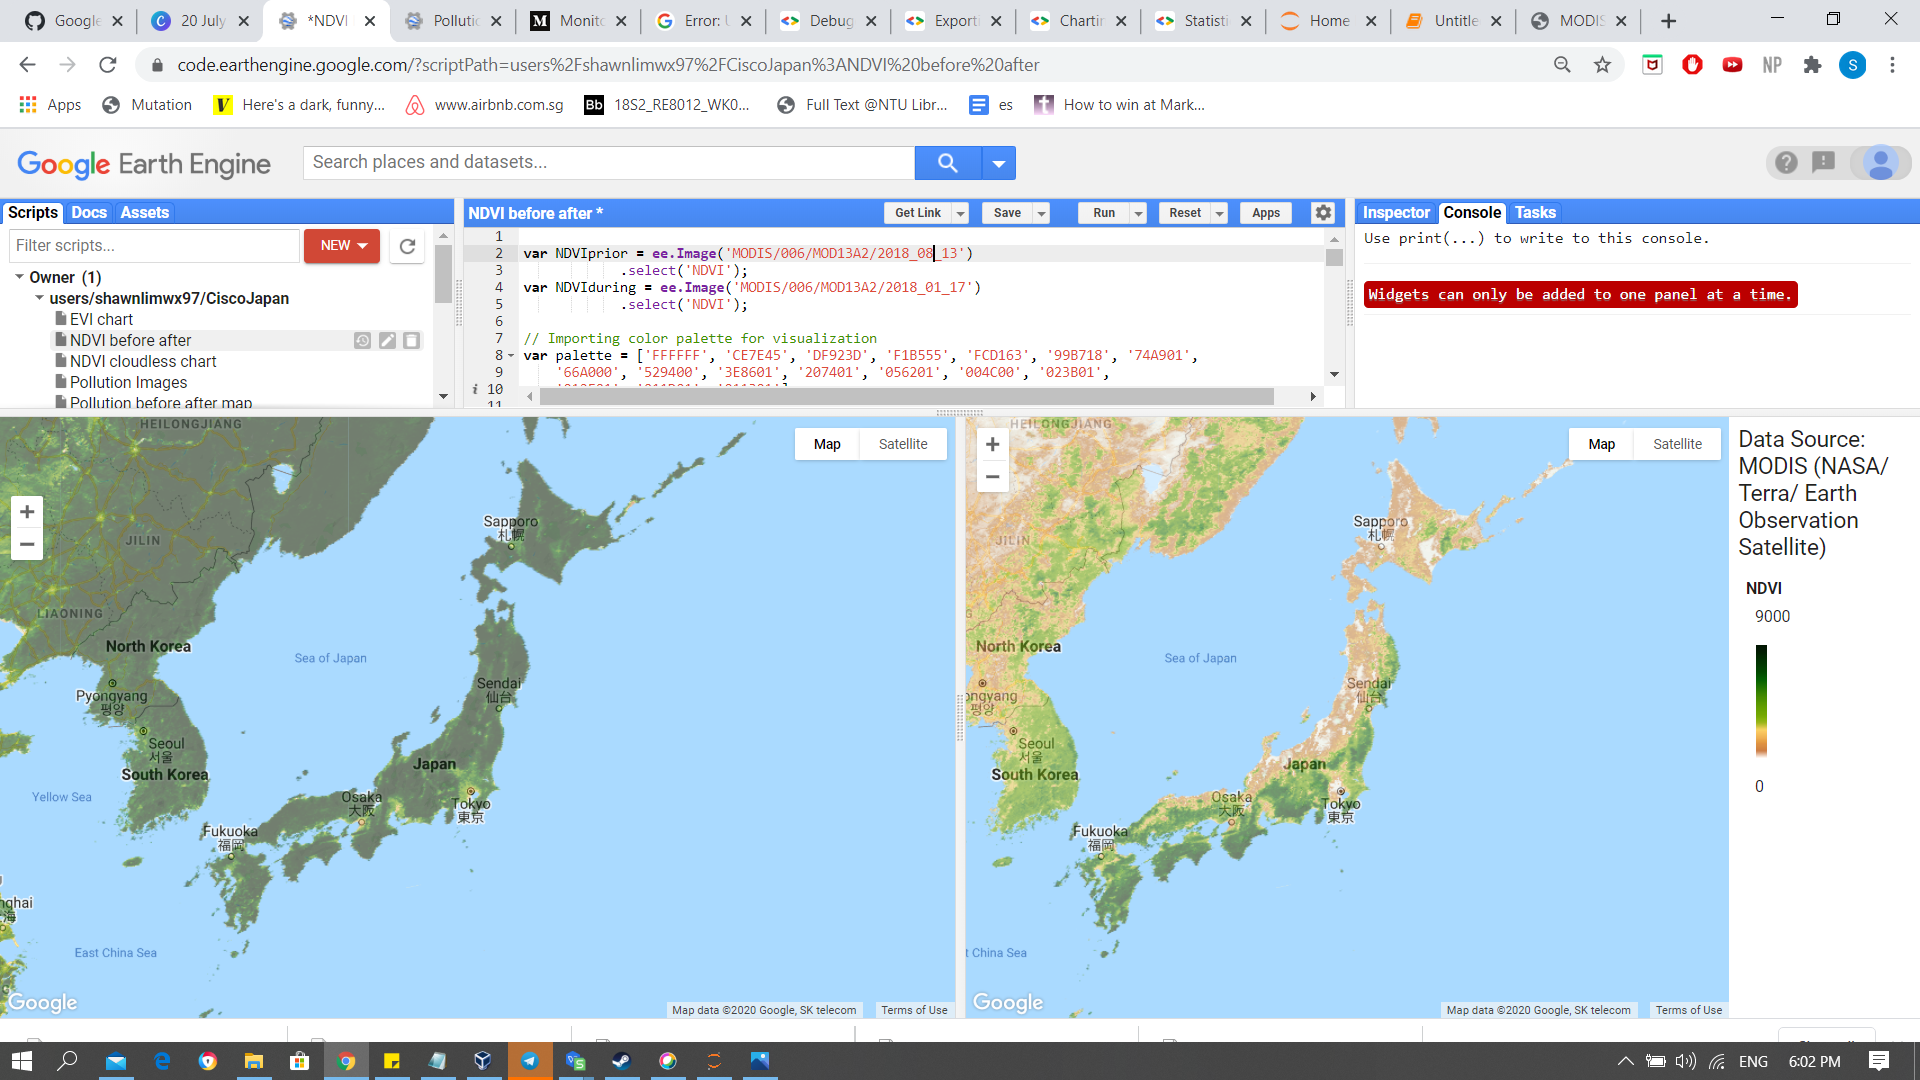 Google
20 July
*NDVI
Pollutic
Monito
Error: U
Debug
Exporti
Chartin
Statisti
Home
Untitle
MODIS
code.earthengine.google.com/?scriptPath=users%2Fshawnlimwx97%2FCiscoJapan%3ANDVI%20before%20after
NP
S
Apps
Mutation
Here's a dark, funny...
www.airbnb.com.sg
Bb
18S2_RE8012_WK0...
Full Text @NTU Libr...
es
How to win at Mark...
Google Earth Engine
Search places and datasets...
Scripts Docs Assets
NDVI before after *
Get Link
Save
Run
Reset
Apps
Inspector Console Tasks
Filter scripts...
NEW
Owner (1)
users/shawnlimwx97/CiscoJapan
EVI chart
NDVI before after
NDVI cloudless chart
Pollution Images
Pollution before after map
1
2 var NDVIprior = ee.Image('MODIS/006/MOD13A2/2018_08_13')
3 .select('NDVI');
4 var NDVIduring = ee.Image('MODIS/006/MOD13A2/2018_01_17')
5 .select('NDVI');
6
7 // Importing color palette for visualization
8 var palette = ['FFFFFF', 'CE7E45', 'DF923D', 'F1B555', 'FCD163', '99B718', '74A901',
9 '66A000', '529400', '3E8601', '207401', '056201', '004C00', '023B01',
i 10
11
Use print(...) to write to this console.
Widgets can only be added to one panel at a time.
HEILONGJIANG
Map Satellite
+
−
JILIN
LIAONING
Sapporo
札幌
North Korea
Sea of Japan
Pyongyang
평양
Sendai
仙台
Seoul
서울
South Korea
Japan
Yellow Sea
Osaka
大阪
Tokyo
東京
Fukuoka
福岡
nghai
海
East China Sea
Google
Map data ©2020 Google, SK telecom
Terms of Use
HEILONGJIANG
Map Satellite
+
−
JILIN
G
Sapporo
札幌
North Korea
Sea of Japan
ongyang
평양
Sendai
仙台
Seoul
서울
South Korea
Japan
Osaka
大阪
Tokyo
東京
Fukuoka
福岡
t China Sea
Google
Map data ©2020 Google, SK telecom
Terms of Use
Data Source:
MODIS (NASA/
Terra/ Earth
Observation
Satellite)
NDVI
9000
0
ENG
6:02 PM